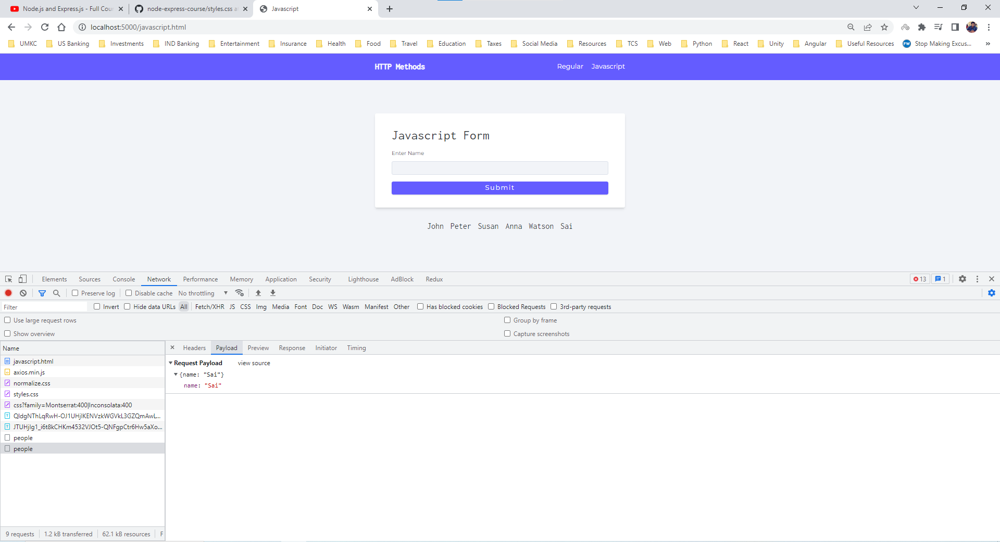 Node.js and Express.js - Full Cour
node-express-course/styles.css a
Javascript
localhost:5000/javascript.html
UMKC US Banking Investments IND Banking Entertainment Insurance Health Food Travel Education Taxes Social Media Resources TCS Web Python React Unity Angular Useful Resources FW Stop Making Excus... »
HTTP Methods Regular Javascript
Javascript Form
Enter Name
Submit
John Peter Susan Anna Watson Sai
Elements Sources Console Network Performance Memory Application Security Lighthouse AdBlock Redux 13 1
Preserve log Disable cache No throttling
Filter Invert Hide data URLs All Fetch/XHR JS CSS Img Media Font Doc WS Wasm Manifest Other Has blocked cookies Blocked Requests 3rd-party requests
Use large request rows Group by frame
Show overview Capture screenshots
Name
javascript.html
axios.min.js
normalize.css
styles.css
css?family=Montserrat:400|Inconsolata:400
people
people
9 requests 1.2 kB transferred 62.1 kB resources F
Headers Payload Preview Response Initiator Timing
Request Payload view source
{name: "Sai"}
name: "Sai"